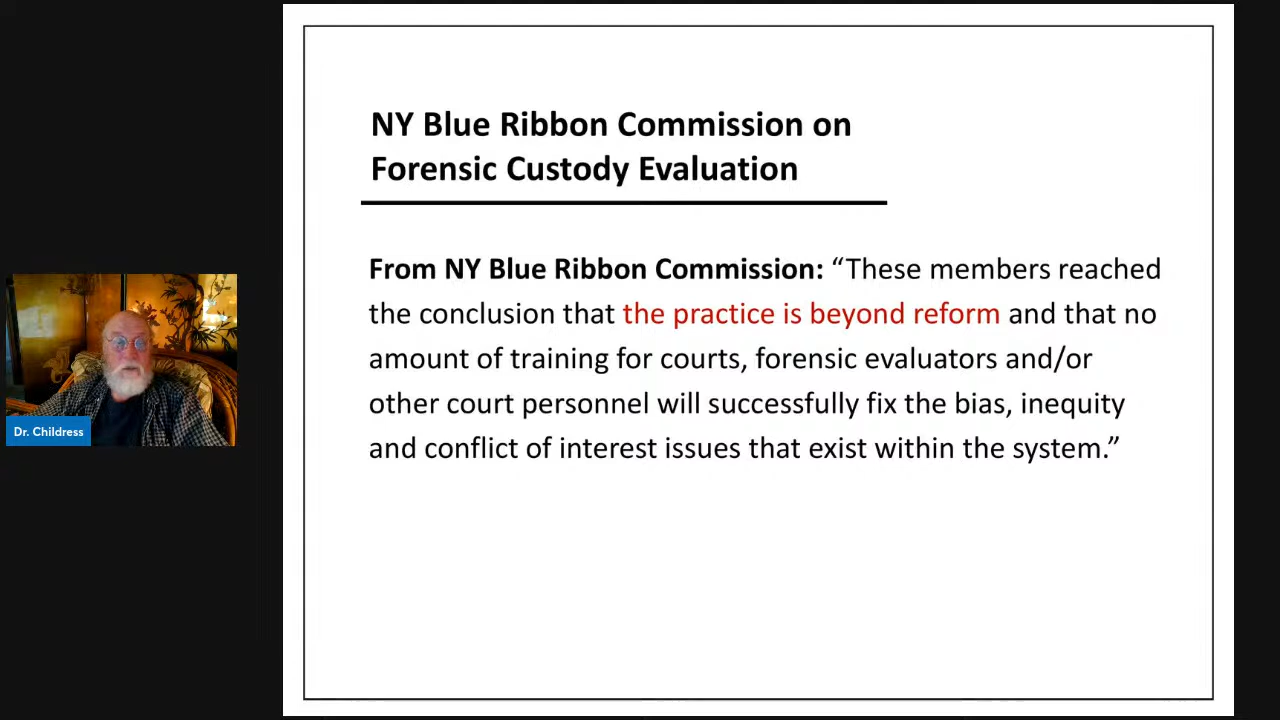 NY Blue Ribbon Commission on
Forensic Custody Evaluation
From NY Blue Ribbon Commission: “These members reached
the conclusion that the practice is beyond reform and that no
amount of training for courts, forensic evaluators and/or
other court personnel will successfully fix the bias, inequity
and conflict of interest issues that exist within the system.”
Dr. Childress